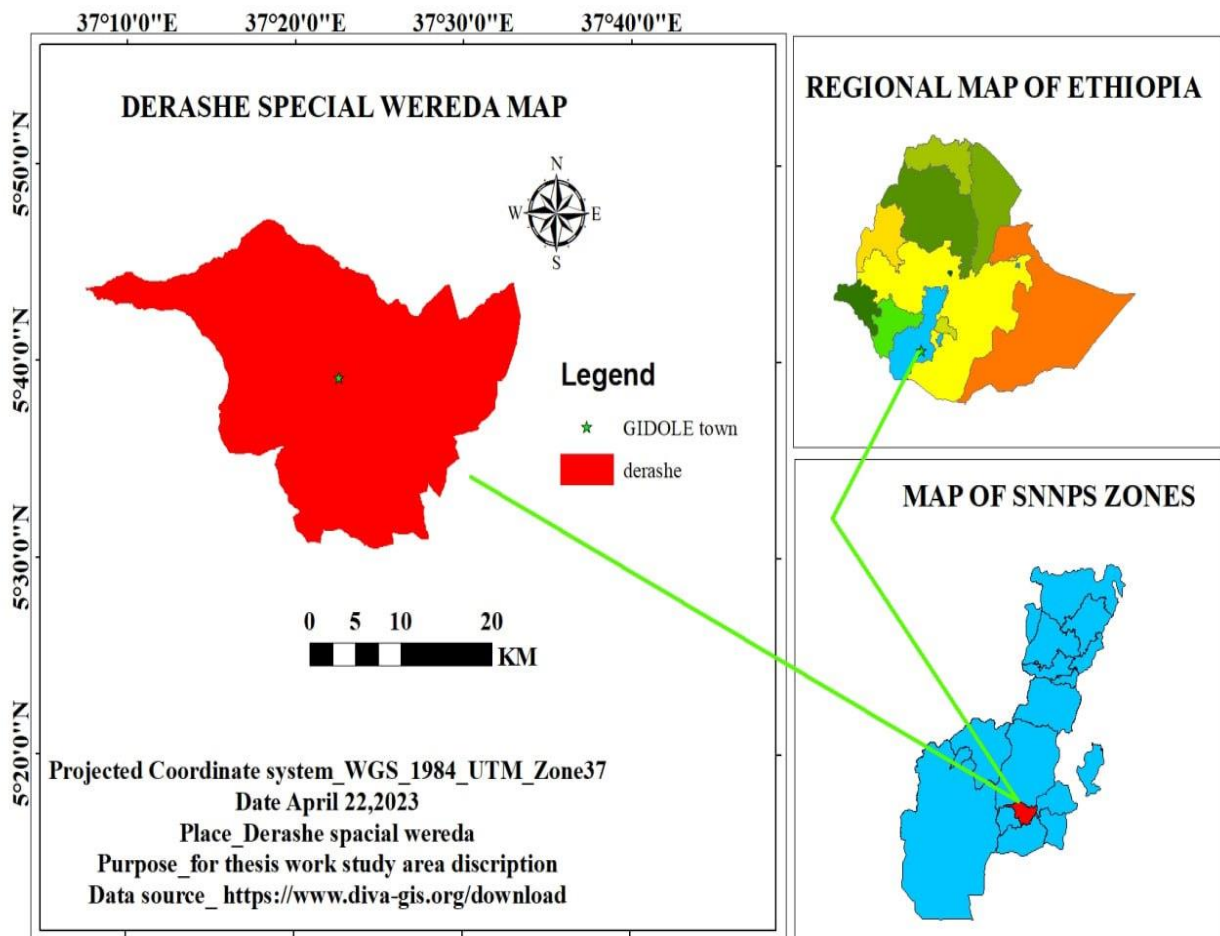 37°10'0"E 37°20'0"E 37°30'0"E 37°40'0"E
DERASHE SPECIAL WEREDA MAP
N
W E
S
5°50'0"N
5°40'0"N
5°30'0"N
5°20'0"N
Legend
GIDOLE town
derashe
0 5 10 20
KM
Projected Coordinate system_WGS_1984_UTM_Zone37
Date April 22,2023
Place_Derashe spacial wereda
Purpose_for thesis work study area discription
Data source_ https://www.diva-gis.org/download
REGIONAL MAP OF ETHIOPIA
MAP OF SNNPS ZONES